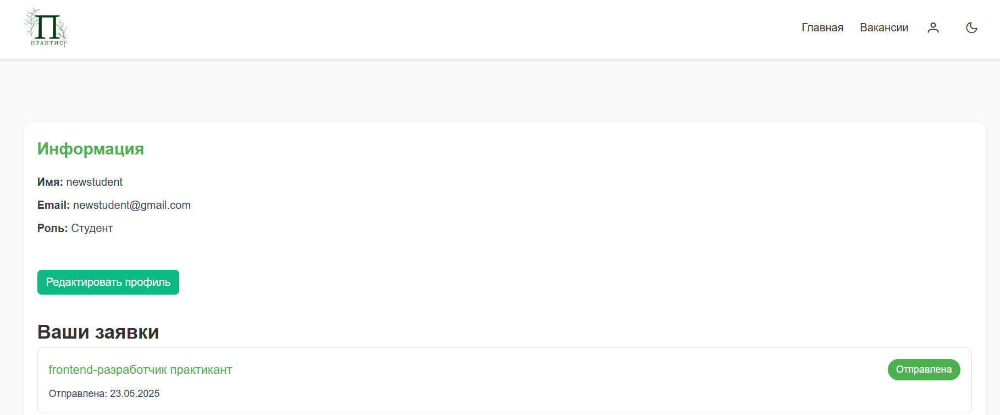 П
ПРАКТИС
Главная Вакансии
Информация
Имя: newstudent
Email: newstudent@gmail.com
Роль: Студент
Редактировать профиль
Ваши заявки
frontend-разработчик практикант
Отправлена
Отправлена: 23.05.2025